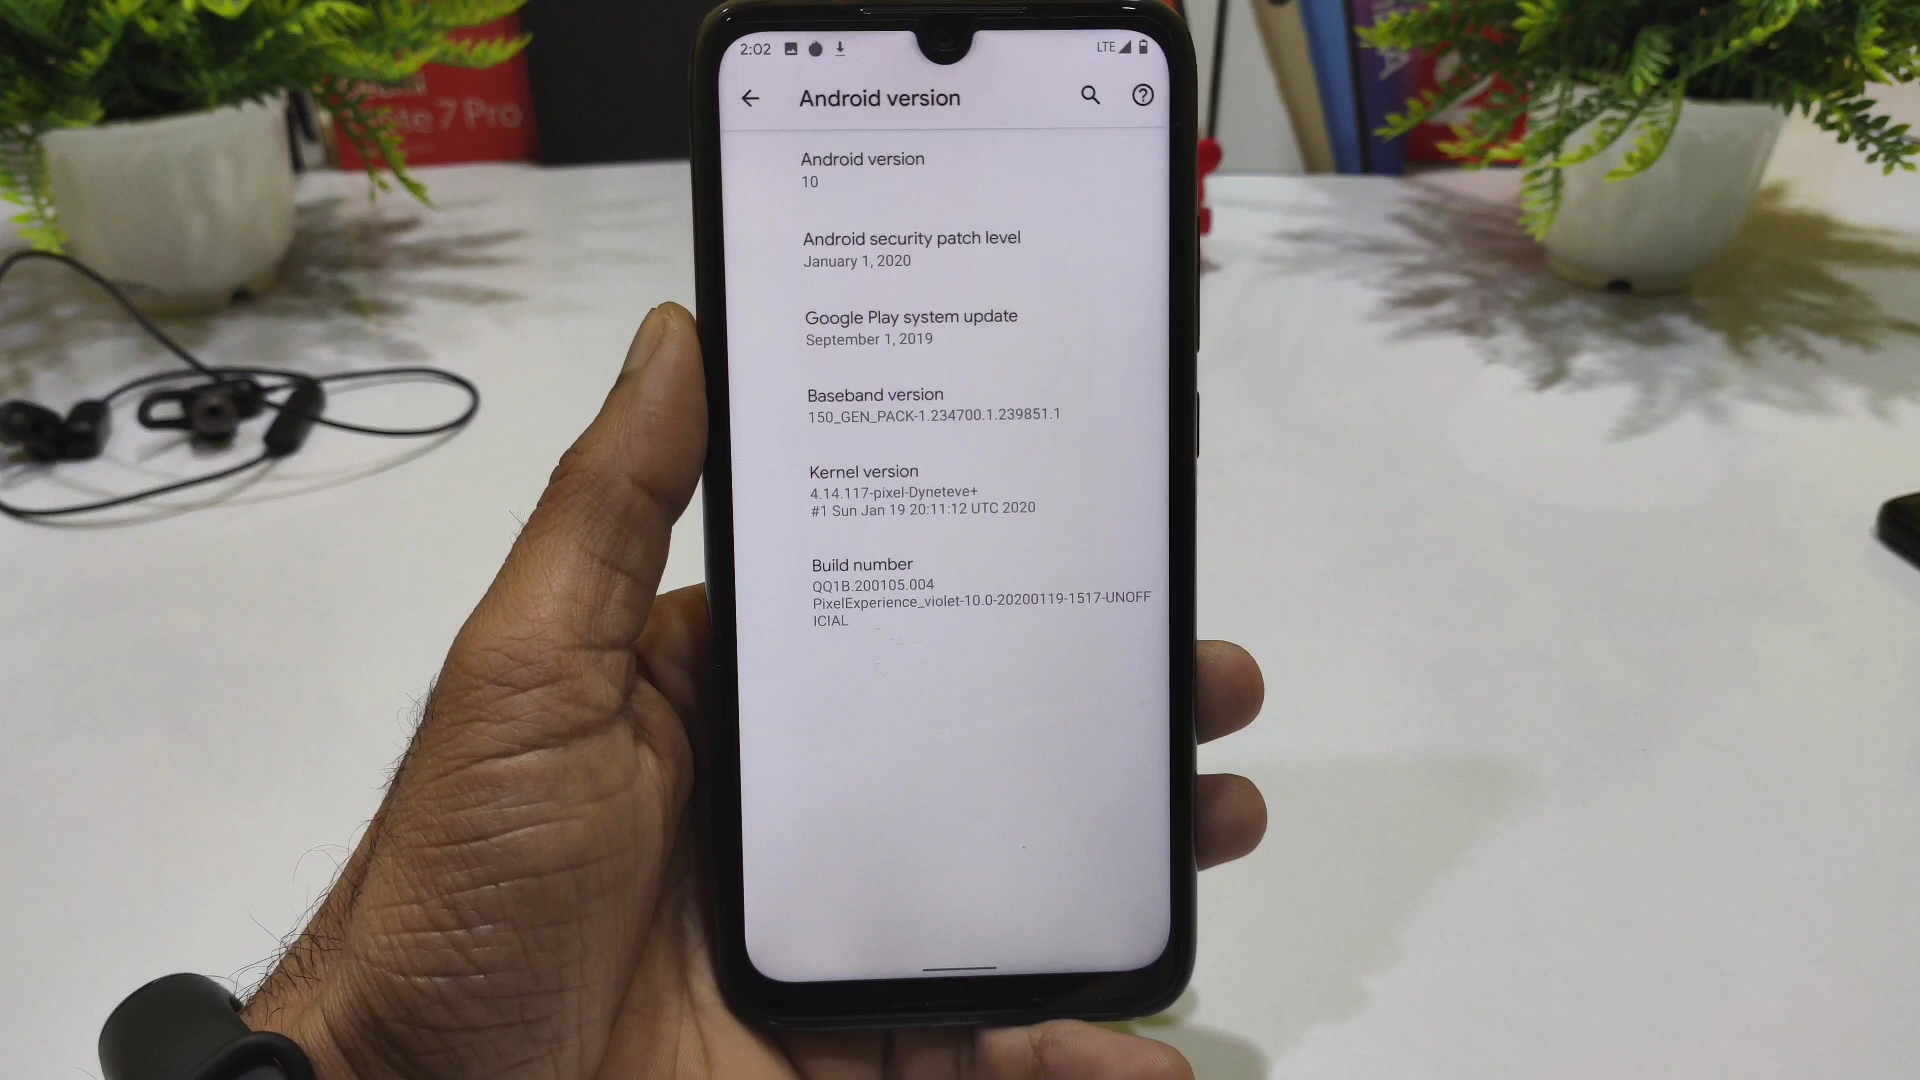 2:02
LTE
Android version
Android version
10
Android security patch level
January 1, 2020
Google Play system update
September 1, 2019
Baseband version
150_GEN_PACK-1.234700.1.239851.1
Kernel version
4.14.117-pixel-Dyneteve+
#1 Sun Jan 19 20:11:12 UTC 2020
Build number
QQ1B.200105.004
PixelExperience_violet-10.0-20200119-1517-UNOFF
ICIAL
7 Pro